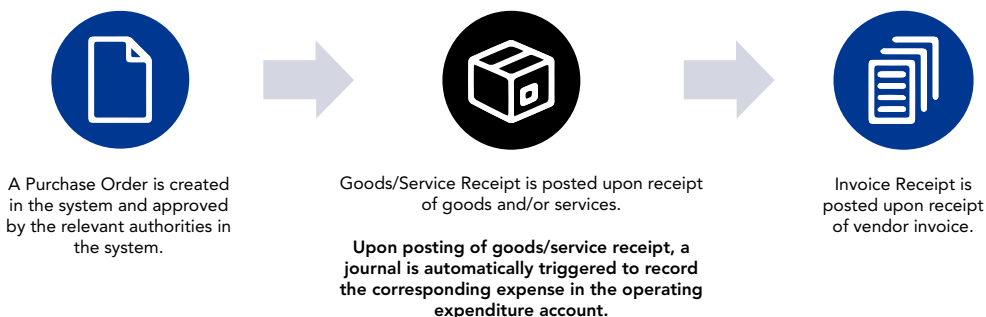 A Purchase Order is created
in the system and approved
by the relevant authorities in
the system.
Goods/Service Receipt is posted upon receipt
of goods and/or services.
Upon posting of goods/service receipt, a
journal is automatically triggered to record
the corresponding expense in the operating
expenditure account.
Invoice Receipt is
posted upon receipt
of vendor invoice.